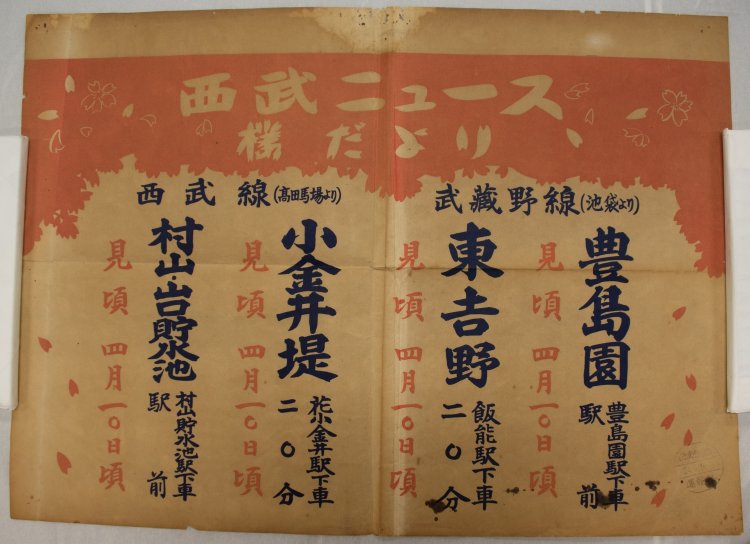 西武ニュース
櫻だより
武蔵野線(池袋より)
豊島園
豊島園駅下車
駅前
見頃 四月一〇日頃
東𠮷野
飯能駅下車
二〇分
見頃 四月一〇日頃
西武線(高田馬場より)
小金井堤
花小金井駅下車
二〇分
見頃 四月一〇日頃
村山・山口貯水池
村山貯水池駅下車
駅前
見頃 四月一〇日頃